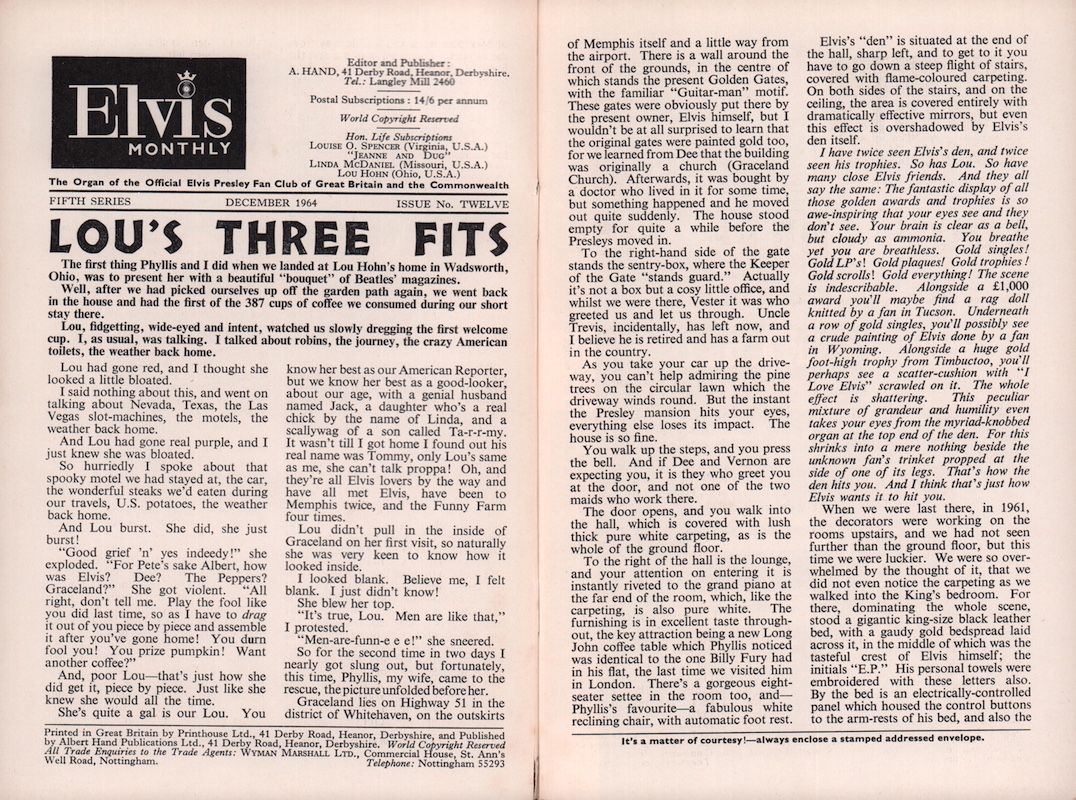 Elvis
MONTHLY
Editor and Publisher :
A. HAND, 41 Derby Road, Heanor, Derbyshire.
Tel.: Langley Mill 2460
Postal Subscriptions : 14/6 per annum
World Copyright Reserved
Hon. Life Subscriptions
LOUISE O. SPENCER (Virginia, U.S.A.)
"JEANNE AND DUG"
LINDA MCDANIEL (Missouri, U.S.A.)
LOU HOHN (Ohio, U.S.A.)
The Organ of the Official Elvis Presley Fan Club of Great Britain and the Commonwealth
FIFTH SERIES DECEMBER 1964 ISSUE No. TWELVE
LOU'S THREE FITS
The first thing Phyllis and I did when we landed at Lou Hohn's home in Wadsworth,
Ohio, was to present her with a beautiful "bouquet" of Beatles' magazines.
Well, after we had picked ourselves up off the garden path again, we went back
in the house and had the first of the 387 cups of coffee we consumed during our short
stay there.
Lou, fidgetting, wide-eyed and intent, watched us slowly dregging the first welcome
cup. I, as usual, was talking. I talked about robins, the journey, the crazy American
toilets, the weather back home.
Lou had gone red, and I thought she
looked a little bloated.
I said nothing about this, and went on
talking about Nevada, Texas, the Las
Vegas slot-machines, the motels, the
weather back home.
And Lou had gone real purple, and I
just knew she was bloated.
So hurriedly I spoke about that
spooky motel we had stayed at, the car,
the wonderful steaks we'd eaten during
our travels, U.S. potatoes, the weather
back home.
And Lou burst. She did, she just
burst!
"Good grief 'n' yes indeedy!" she
exploded. "For Pete's sake Albert, how
was Elvis? Dee? The Peppers?
Graceland?" She got violent. "All
right, don't tell me. Play the fool like
you did last time, so as I have to drag
it out of you piece by piece and assemble
it after you've gone home! You durn
fool you! You prize pumpkin! Want
another coffee?"
And, poor Lou—that's just how she
did get it, piece by piece. Just like she
knew she would all the time.
She's quite a gal is our Lou. You
know her best as our American Reporter,
but we know her best as a good-looker,
about our age, with a genial husband
named Jack, a daughter who's a real
chick by the name of Linda, and a
scallywag of a son called Ta-r-r-my.
It wasn't till I got home I found out his
real name was Tommy, only Lou's same
as me, she can't talk proppa! Oh, and
they're all Elvis lovers by the way and
have all met Elvis, have been to
Memphis twice, and the Funny Farm
four times.
Lou didn't pull in the inside of
Graceland on her first visit, so naturally
she was very keen to know how it
looked inside.
I looked blank. Believe me, I felt
blank. I just didn't know!
She blew her top.
"It's true, Lou. Men are like that,"
I protested.
"Men-are-funn-e e e!" she sneered.
So for the second time in two days I
nearly got slung out, but fortunately,
this time, Phyllis, my wife, came to the
rescue, the picture unfolded before her.
Graceland lies on Highway 51 in the
district of Whitehaven, on the outskirts
Printed in Great Britain by Printhouse Ltd., 41 Derby Road, Heanor, Derbyshire, and Published
by Albert Hand Publications Ltd., 41 Derby Road, Heanor, Derbyshire. World Copyright Reserved
All Trade Enquiries to the Trade Agents: WYMAN MARSHALL LTD., Commercial House, St. Ann's
Well Road, Nottingham. Telephone: Nottingham 55293
of Memphis itself and a little way from
the airport. There is a wall around the
front of the grounds, in the centre of
which stands the present Golden Gates,
with the familiar "Guitar-man" motif.
These gates were obviously put there by
the present owner, Elvis himself, but I
wouldn't be at all surprised to learn that
the original gates were painted gold too,
for we learned from Dee that the building
was originally a church (Graceland
Church). Afterwards, it was bought by
a doctor who lived in it for some time,
but something happened and he moved
out quite suddenly. The house stood
empty for quite a while before the
Presleys moved in.
To the right-hand side of the gate
stands the sentry-box, where the Keeper
of the Gate "stands guard." Actually
it's not a box but a cosy little office, and
whilst we were there, Vester it was who
greeted us and let us through. Uncle
Trevis, incidentally, has left now, and
I believe he is retired and has a farm out
in the country.
As you take your car up the drive-
way, you can't help admiring the pine
trees on the circular lawn which the
driveway winds round. But the instant
the Presley mansion hits your eyes,
everything else loses its impact. The
house is so fine.
You walk up the steps, and you press
the bell. And if Dee and Vernon are
expecting you, it is they who greet you
at the door, and not one of the two
maids who work there.
The door opens, and you walk into
the hall, which is covered with lush
thick pure white carpeting, as is the
whole of the ground floor.
To the right of the hall is the lounge,
and your attention on entering it is
instantly riveted to the grand piano at
the far end of the room, which, like the
carpeting, is also pure white. The
furnishing is in excellent taste through-
out, the key attraction being a new Long
John coffee table which Phyllis noticed
was identical to the one Billy Fury had
in his flat, the last time we visited him
in London. There's a gorgeous eight-
seater settee in the room too, and—
Phyllis's favourite—a fabulous white
reclining chair, with automatic foot rest.
Elvis's "den" is situated at the end of
the hall, sharp left, and to get to it you
have to go down a steep flight of stairs,
covered with flame-coloured carpeting.
On both sides of the stairs, and on the
ceiling, the area is covered entirely with
dramatically effective mirrors, but even
this effect is overshadowed by Elvis's
den itself.
I have twice seen Elvis's den, and twice
seen his trophies. So has Lou. So have
many close Elvis friends. And they all
say the same: The fantastic display of all
those golden awards and trophies is so
awe-inspiring that your eyes see and they
don't see. Your brain is clear as a bell,
but cloudy as ammonia. You breathe
yet you are breathless. Gold singles!
Gold LP's! Gold plaques! Gold trophies !
Gold scrolls! Gold everything! The scene
is indescribable. Alongside a £1,000
award you'll maybe find a rag doll
knitted by a fan in Tucson. Underneath
a row of gold singles, you'll possibly see
a crude painting of Elvis done by a fan
in Wyoming. Alongside a huge gold
foot-high trophy from Timbuctoo, you'll
perhaps see a scatter-cushion with "I
Love Elvis" scrawled on it. The whole
effect is shattering. This peculiar
mixture of grandeur and humility even
takes your eyes from the myriad-knobbed
organ at the top end of the den. For this
shrinks into a mere nothing beside the
unknown fan's trinket propped at the
side of one of its legs. That's how the
den hits you. And I think that's just how
Elvis wants it to hit you.
When we were last there, in 1961,
the decorators were working on the
rooms upstairs, and we had not seen
further than the ground floor, but this
time we were luckier. We were so over-
whelmed by the thought of it, that we
did not even notice the carpeting as we
walked into the King's bedroom. For
there, dominating the whole scene,
stood a gigantic king-size black leather
bed, with a gaudy gold bedspread laid
across it, in the middle of which was the
tasteful crest of Elvis himself; the
initials "E.P." His personal towels were
embroidered with these letters also.
By the bed is an electrically-controlled
panel which housed the control buttons
to the arm-rests of his bed, and also the
It's a matter of courtesy!—always enclose a stamped addressed envelope.